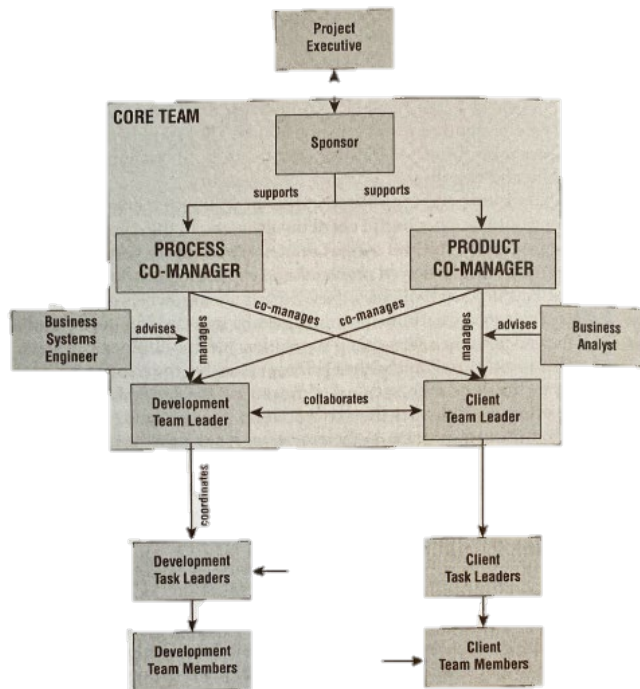 Project
Executive
CORE TEAM
Sponsor
supports
supports
PROCESS
CO-MANAGER
PRODUCT
CO-MANAGER
Business
Systems
Engineer
advises
manages
co-manages
co-manages
manages
advises
Business
Analyst
Development
Team Leader
collaborates
Client
Team Leader
coordinates
Development
Task Leaders
Client
Task Leaders
Development
Team Members
Client
Team Members